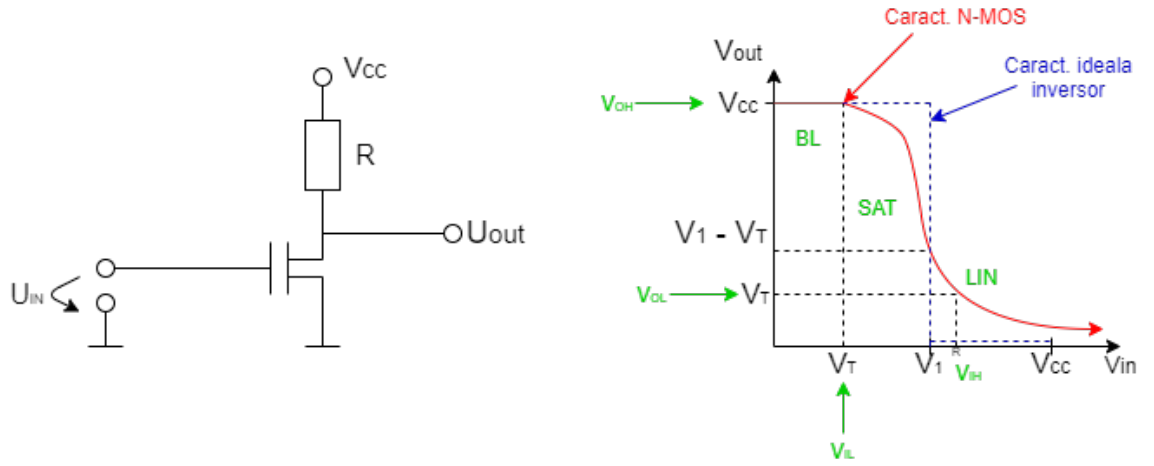 Vcc
R
Uout
UIN
Caract. N-MOS
Vout
Caract. ideala
inversor
VOH
Vcc
BL
SAT
V1 - VT
LIN
VOL
VT
R
VT
V1
VIH
Vcc
Vin
VIL